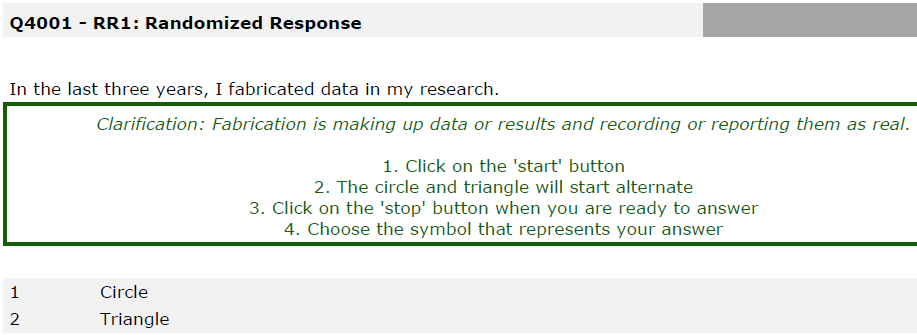 Q4001 - RR1: Randomized Response
In the last three years, I fabricated data in my research.
Clarification: Fabrication is making up data or results and recording or reporting them as real.
1. Click on the 'start' button
2. The circle and triangle will start alternate
3. Click on the 'stop' button when you are ready to answer
4. Choose the symbol that represents your answer
1 Circle
2 Triangle